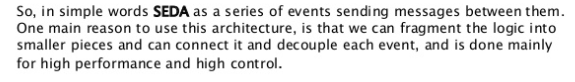 So, in simple words SEDA as a series of events sending messages between them.
One main reason to use this architecture, is that we can fragment the logic into
smaller pieces and can connect it and decouple each event, and is done mainly
for high performance and high control.